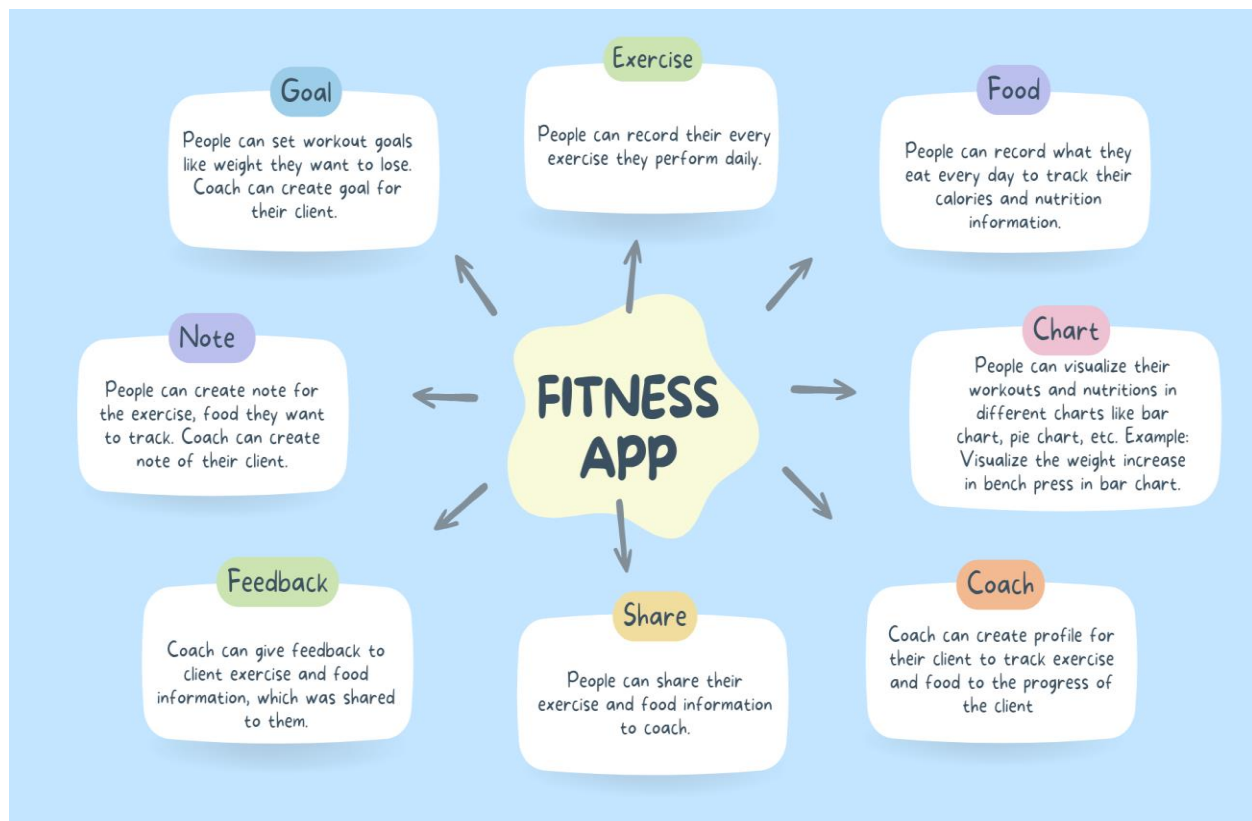 Goal
People can set workout goals
like weight they want to lose.
Coach can create goal for
their client.
Exercise
People can record their every
exercise they perform daily.
Food
People can record what they
eat every day to track their
calories and nutrition
information.
Note
People can create note for
the exercise, food they want
to track. Coach can create
note of their client.
FITNESS
APP
Chart
People can visualize their
workouts and nutritions in
different charts like bar
chart, pie chart, etc. Example:
Visualize the weight increase
in bench press in bar chart.
Feedback
Coach can give feedback to
client exercise and food
information, which was shared
to them.
Share
People can share their
exercise and food information
to coach.
Coach
Coach can create profile for
their client to track exercise
and food to the progress of
the client